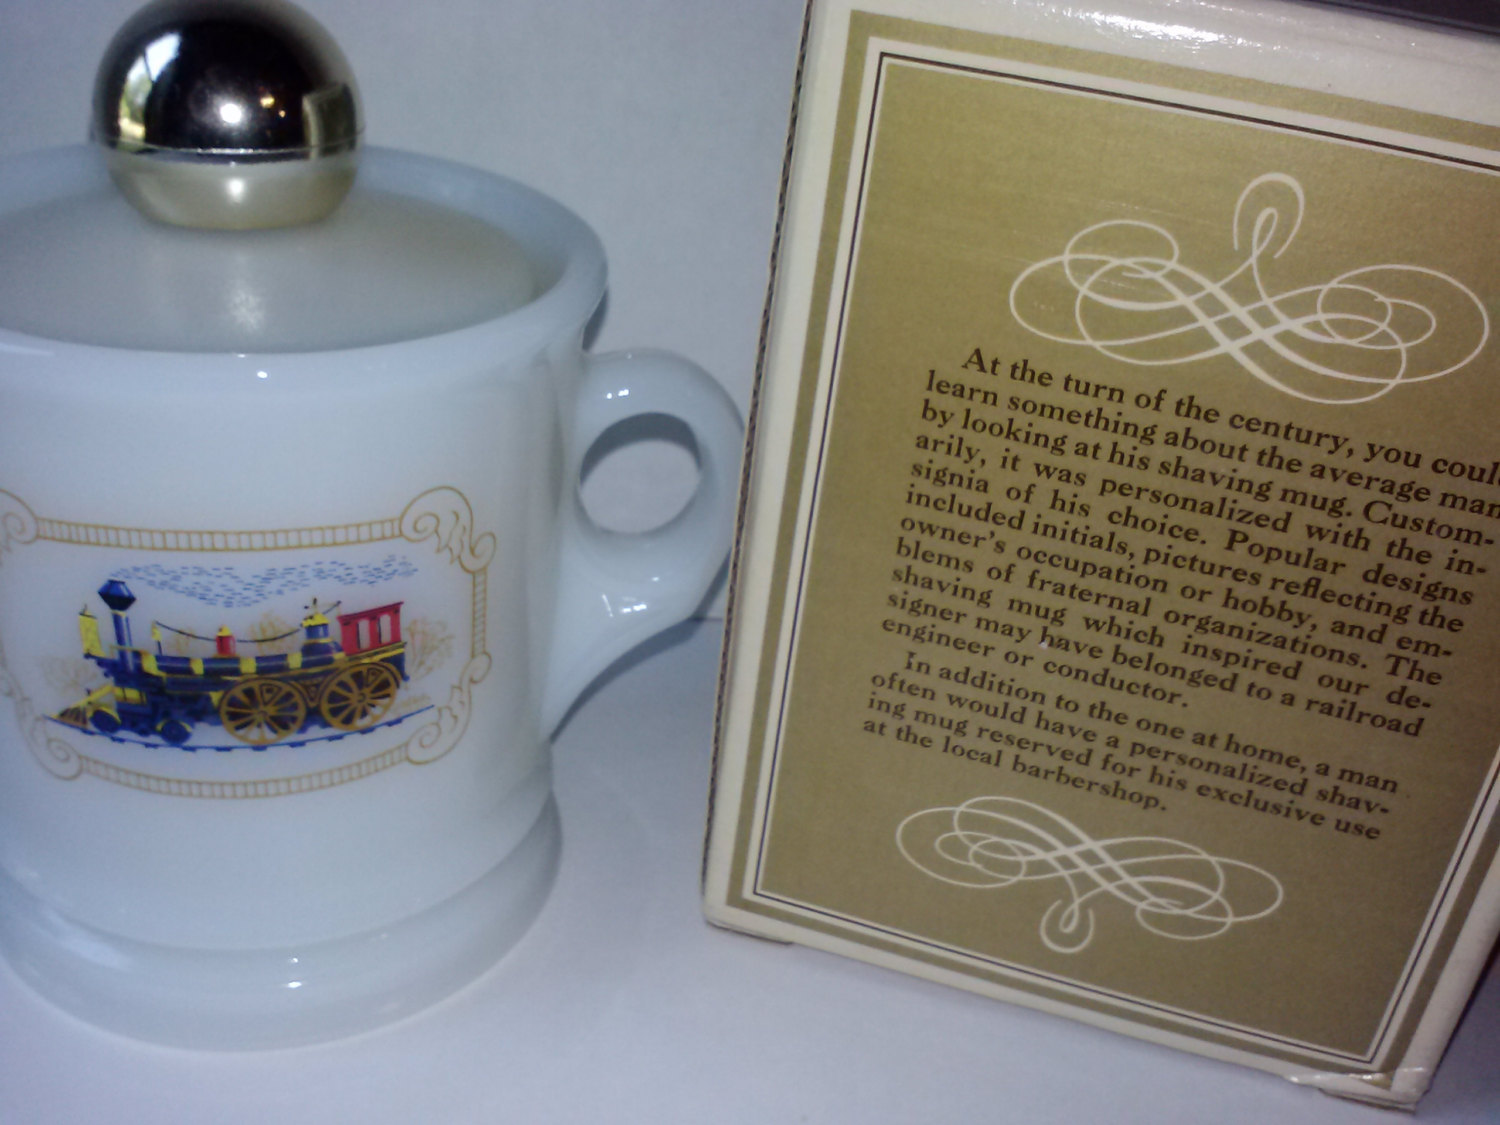 At the turn of the century, you coul
learn something about the average man
by looking at his shaving mug. Custom-
arily, it was personalized with the in-
signia of his choice. Popular designs
included initials, pictures reflecting the
owner's occupation or hobby, and em-
blems of fraternal organizations. The
shaving mug which inspired our de-
signer may have belonged to a railroad
engineer or conductor.
In addition to the one at home, a man
often would have a personalized shav-
ing mug reserved for his exclusive use
at the local barbershop.